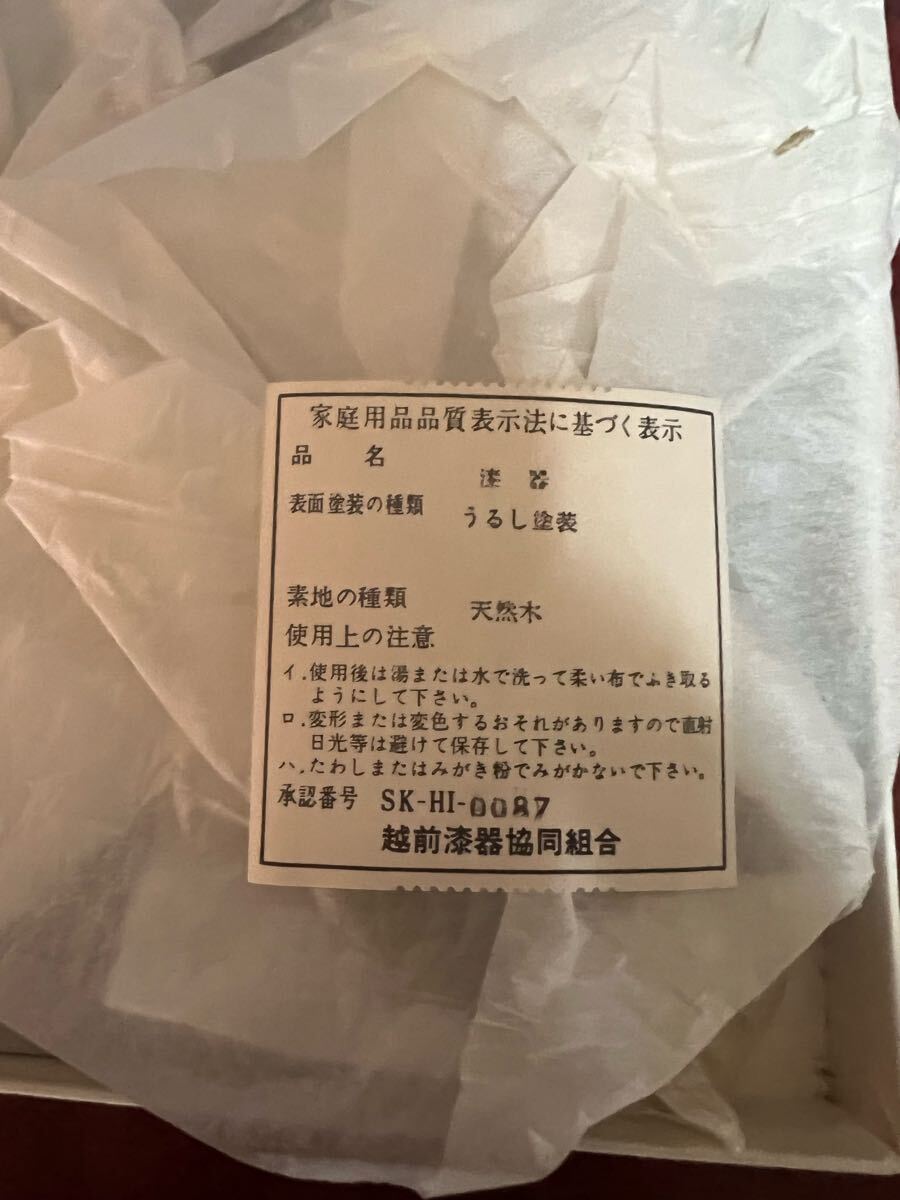 家庭用品品質表示法に基づく表示
品名 漆器
表面塗装の種類 うるし塗装
素地の種類 天然木
使用上の注意
イ.使用後は湯または水で洗って柔い布でふき取る
ようにして下さい。
ロ.変形または変色するおそれがありますので直射
日光等は避けて保存して下さい。
ハ.たわしまたはみがき粉でみがかないで下さい。
承認番号 SK-HI-0087
越前漆器協同組合